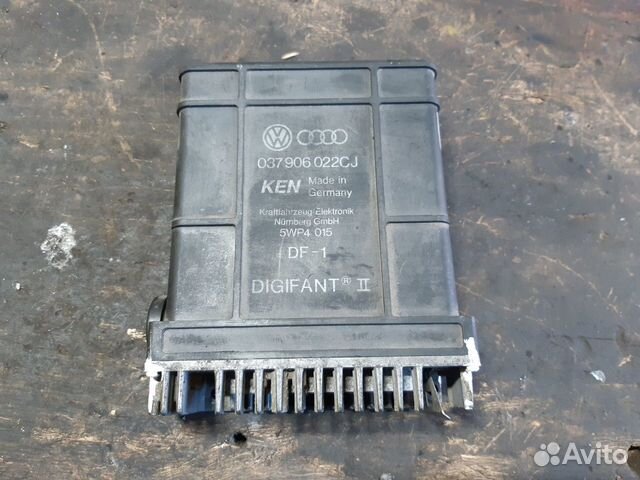 037 906 022CJ
KEN Made in Germany
Kraftfahrzeug-Elektronik
Nürnberg GmbH
5WP4 015
DF-1
DIGIFANT® II
Avito